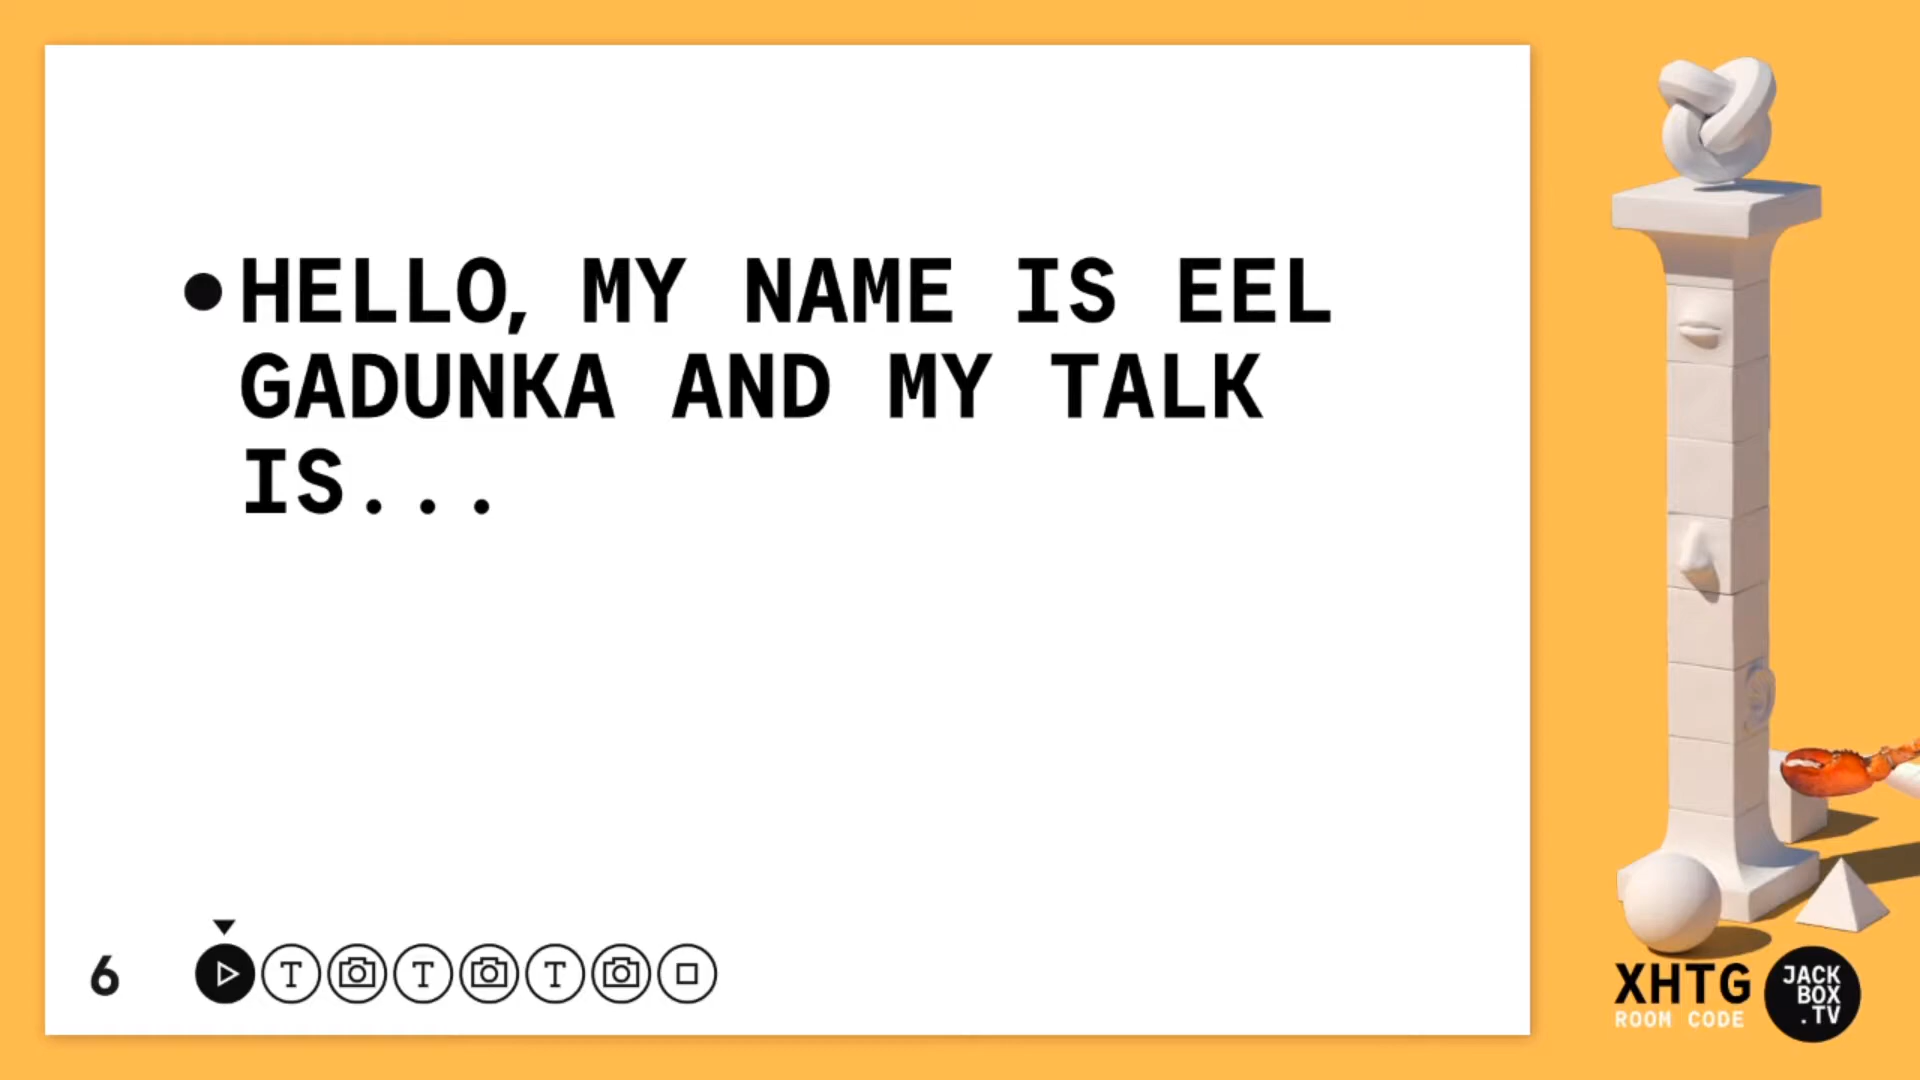 HELLO, MY NAME IS EEL
GADUNKA AND MY TALK
IS...
6
T
T
T
XHTG
ROOM CODE
JACK
BOX
.TV